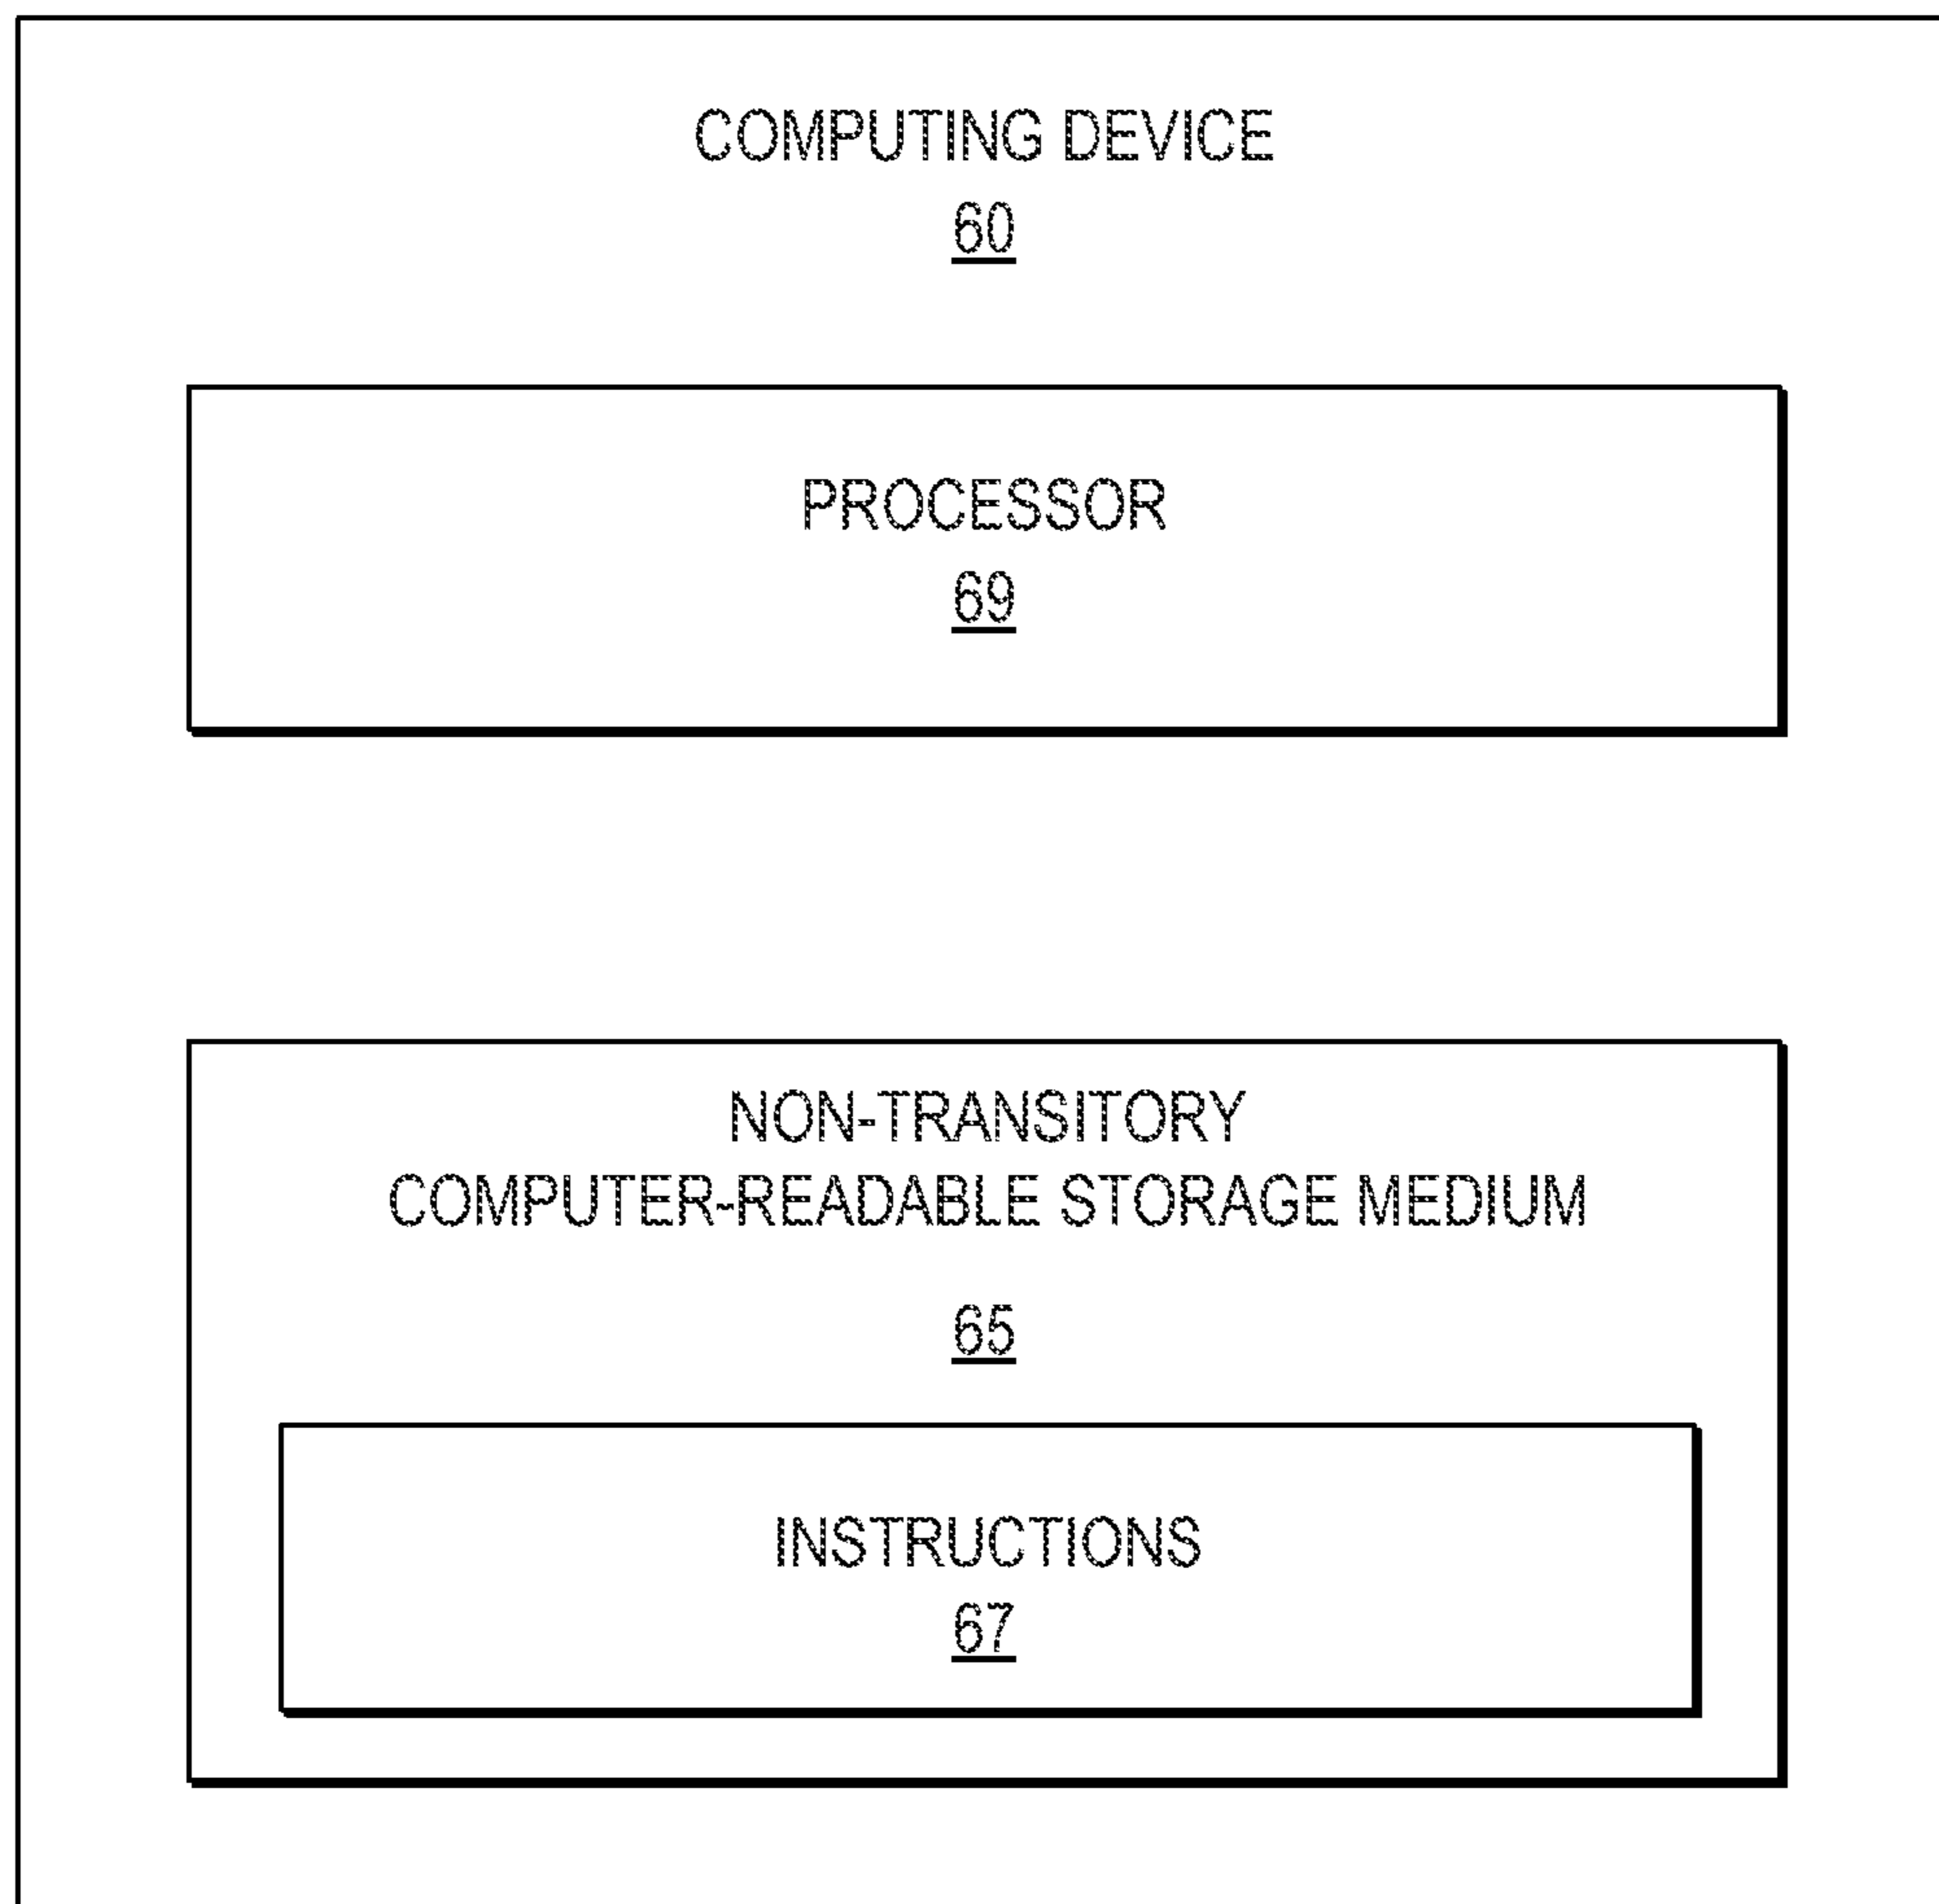 COMPUTING DEVICE
60
PROCESSOR
69
NON-TRANSITORY
COMPUTER-READABLE STORAGE MEDIUM
65
INSTRUCTIONS
67